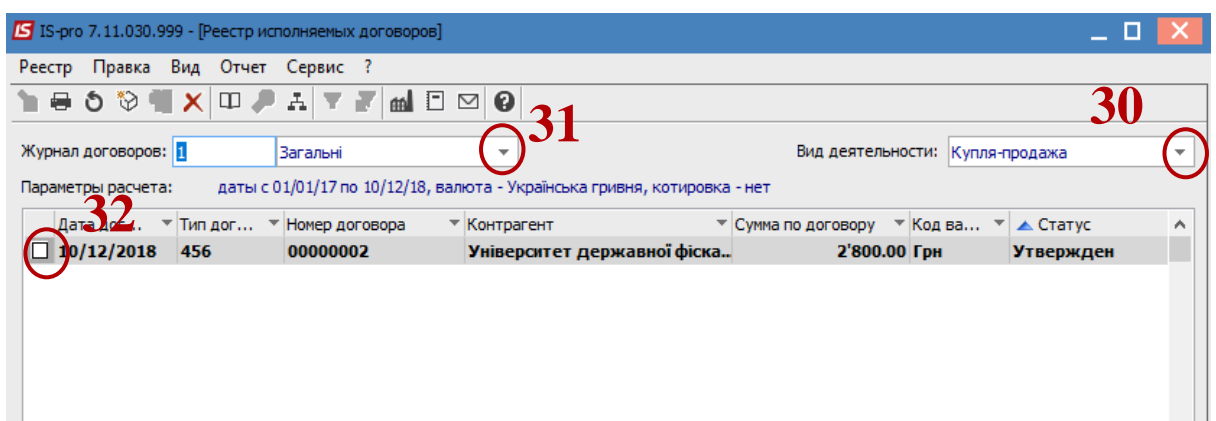 IS IS-pro 7.11.030.999 - [Реестр исполняемых договоров]
Реестр Правка Вид Отчет Сервис ?
31 30
Журнал договоров: 1 Загальні Вид деятельности: Купля-продажа
Параметры расчета: даты с 01/01/17 по 10/12/18, валюта - Українська гривня, котировка - нет
32
Дата дог... Тип дог... Номер договора Контрагент Сумма по договору Код ва... Статус
10/12/2018 456 00000002 Університет державної фіска.. 2'800.00 Грн Утвержден